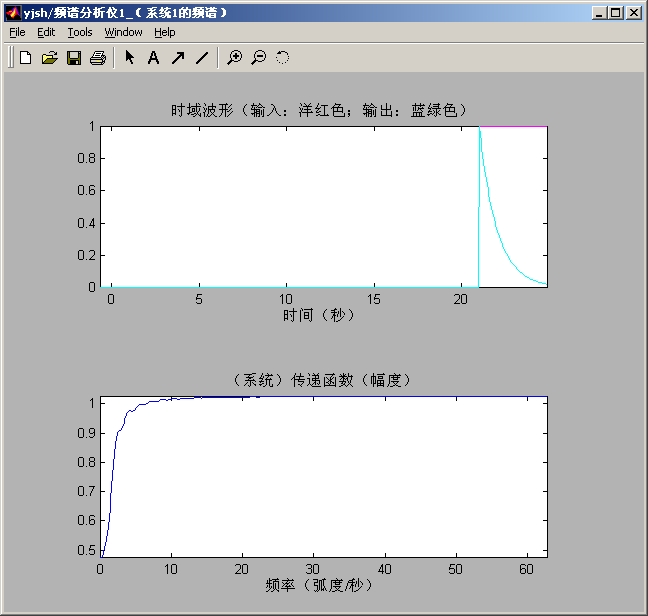 yjsh/频谱分析仪1_(系统1的频谱)
File Edit Tools Window Help
A
时域波形（输入：洋红色；输出：蓝绿色）
1
0.8
0.6
0.4
0.2
0
0 5 10 15 20
时间（秒）
（系统）传递函数（幅度）
1
0.9
0.8
0.7
0.6
0.5
0 10 20 30 40 50 60
频率（弧度/秒）